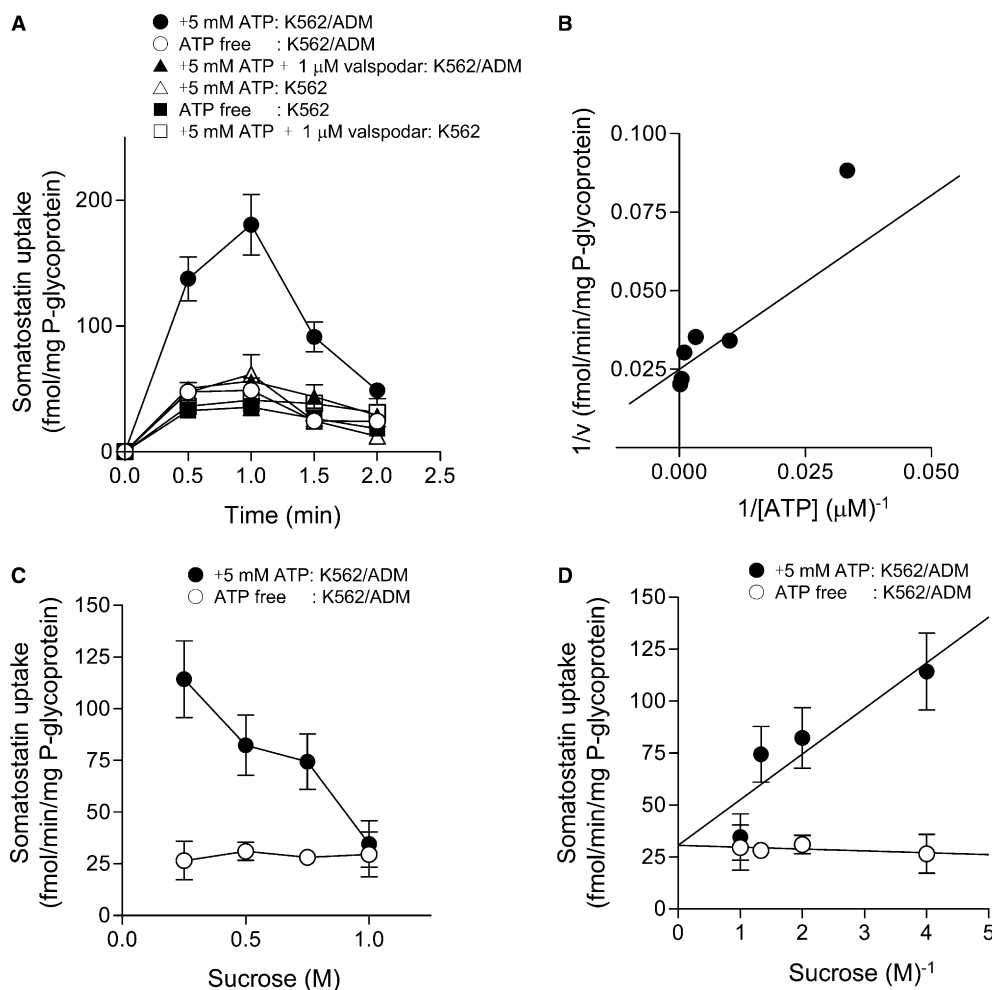 A
+5 mM ATP: K562/ADM
ATP free : K562/ADM
+5 mM ATP + 1 μM valspodar: K562/ADM
+5 mM ATP: K562
ATP free : K562
+5 mM ATP + 1 μM valspodar: K562
Somatostatin uptake
(fmol/mg P-glycoprotein)
200
100
0
0.0 0.5 1.0 1.5 2.0 2.5
Time (min)
B
1/v (fmol/min/mg P-glycoprotein)
0.100
0.075
0.050
0.025
0.000 0.025 0.050
1/[ATP] (μM)-1
C
+5 mM ATP: K562/ADM
ATP free : K562/ADM
Somatostatin uptake
(fmol/min/mg P-glycoprotein)
150
125
100
75
50
25
0
0.0 0.5 1.0
Sucrose (M)
D
+5 mM ATP: K562/ADM
ATP free : K562/ADM
Somatostatin uptake
(fmol/min/mg P-glycoprotein)
150
125
100
75
50
25
0
0 1 2 3 4 5
Sucrose (M)-1